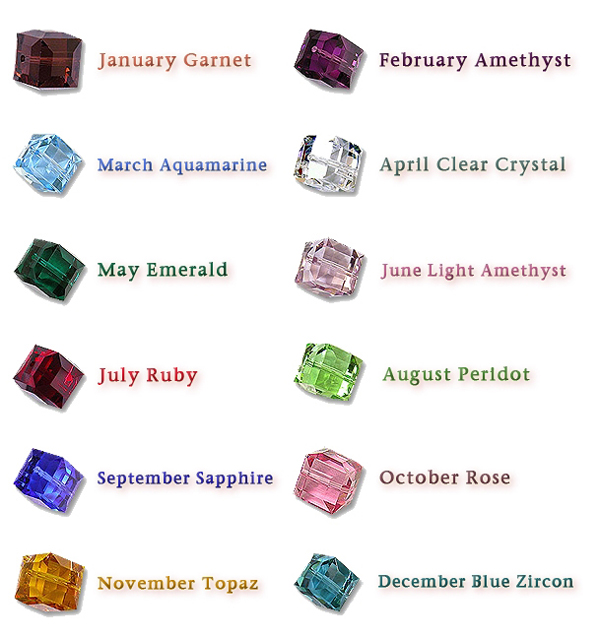 January Garnet
February Amethyst
March Aquamarine
April Clear Crystal
May Emerald
June Light Amethyst
July Ruby
August Peridot
September Sapphire
October Rose
November Topaz
December Blue Zircon